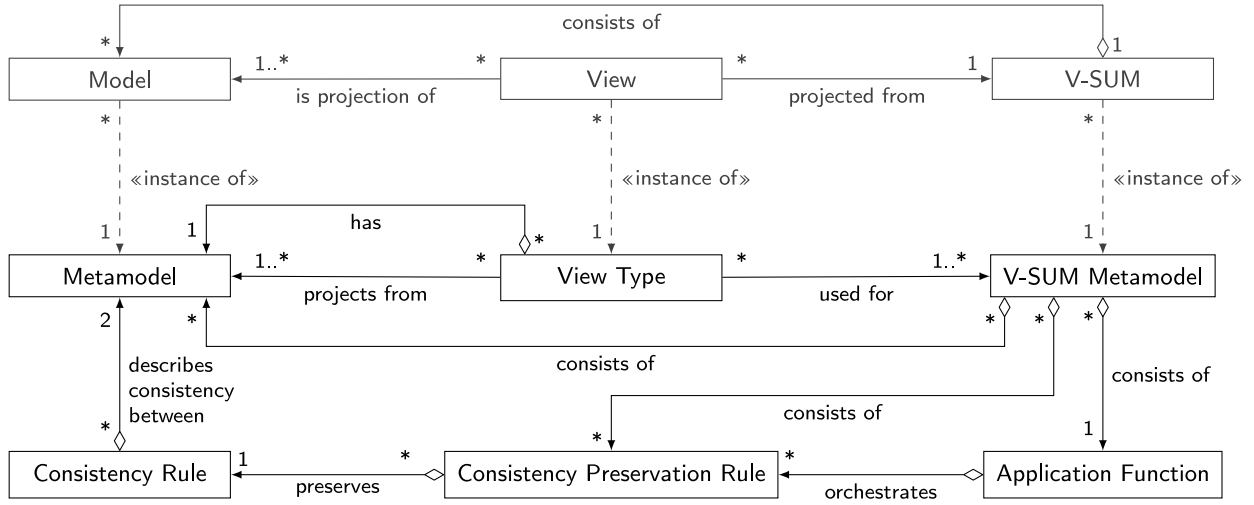 consists of
* 1
Model 1..* * View * 1 V-SUM
is projection of projected from
* * *
«instance of» «instance of» «instance of»
1 1 has * 1 1
Metamodel 1..* * View Type * 1..* V-SUM Metamodel
projects from used for
2 * * * *
consists of
describes
consistency
between
consists of
consists of
* * 1
Consistency Rule 1 * Consistency Preservation Rule * Application Function
preserves orchestrates